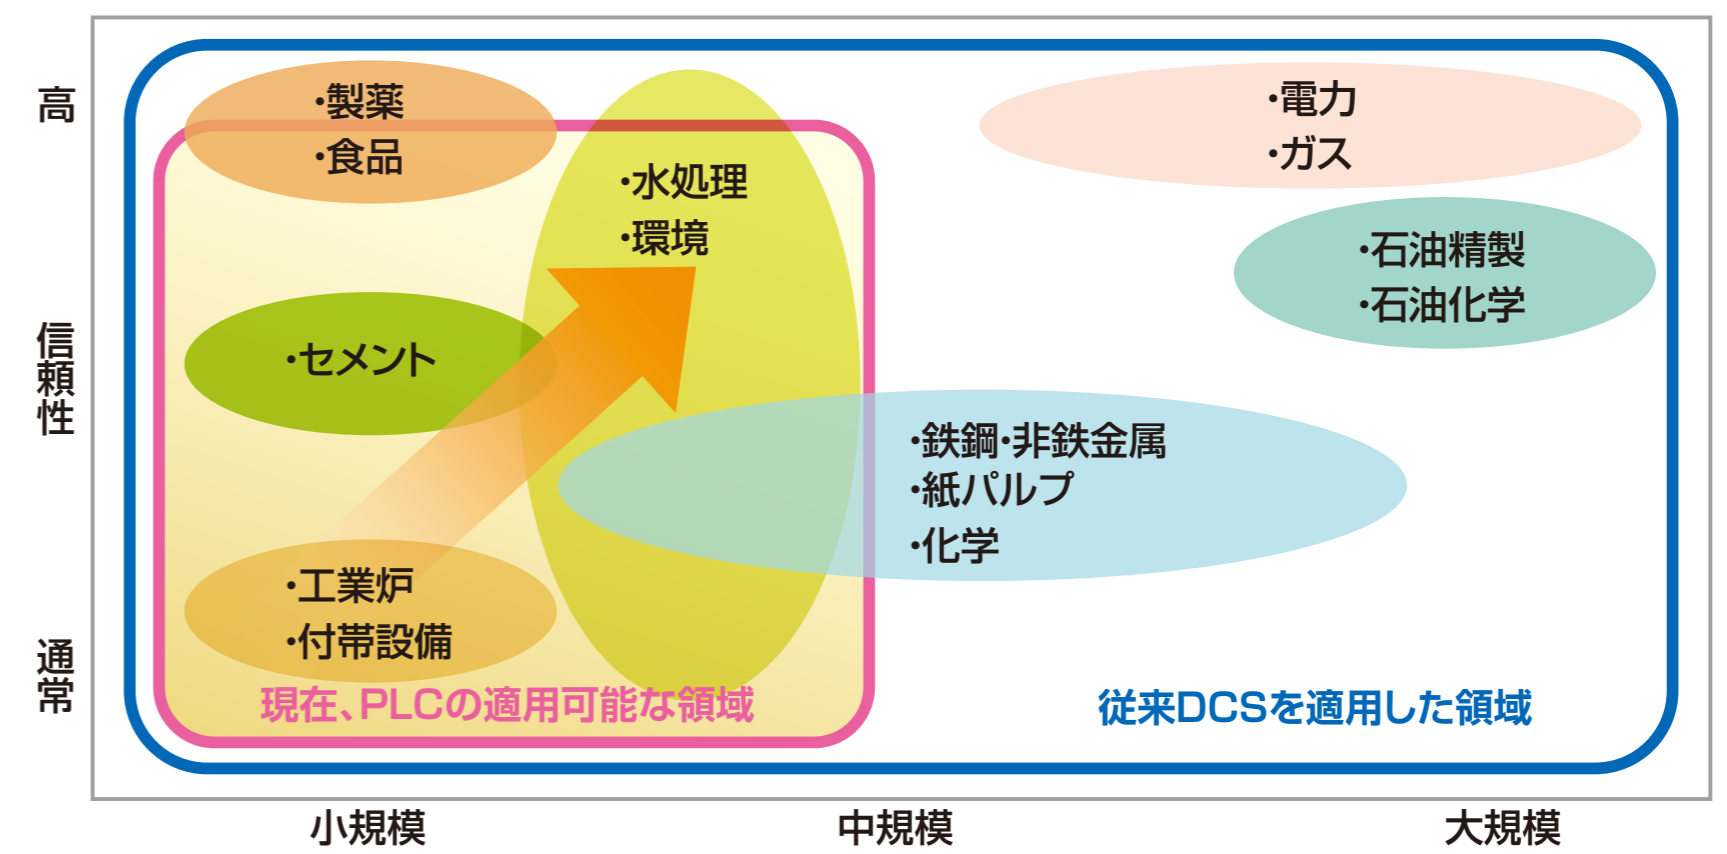 高
・製薬
・食品
・水処理
・環境
・電力
・ガス
・石油精製
・石油化学
信頼性
・セメント
・鉄鋼・非鉄金属
・紙パルプ
・化学
・工業炉
・付帯設備
通常
現在、PLCの適用可能な領域
従来DCSを適用した領域
小規模
中規模
大規模